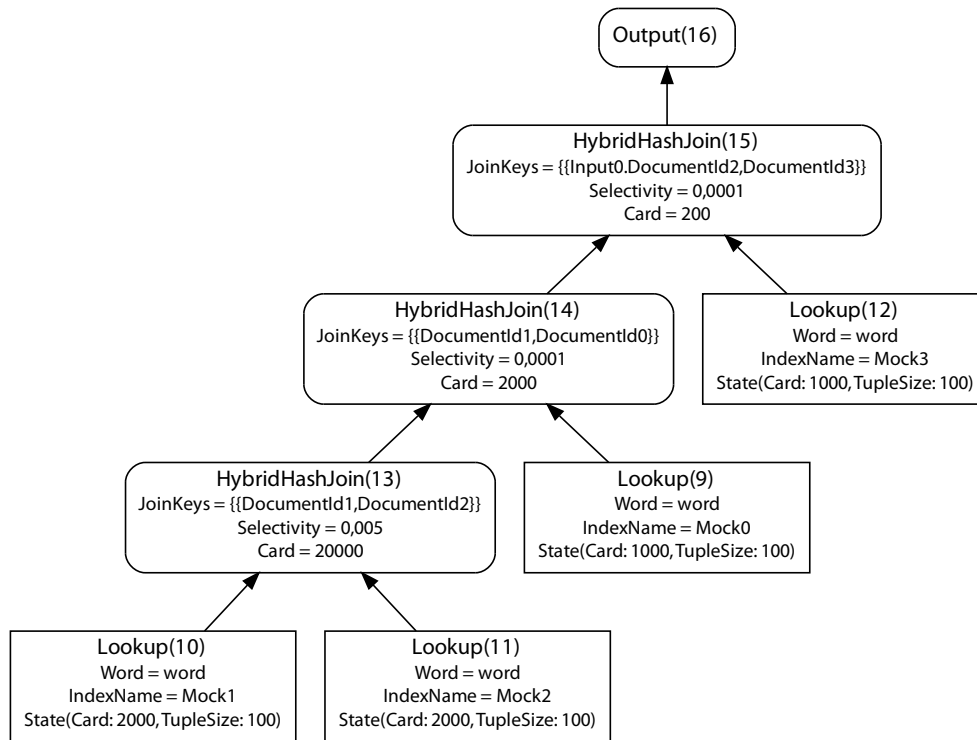 Output(16)
HybridHashJoin(15)
JoinKeys = {{Input0.DocumentId2,DocumentId3}}
Selectivity = 0,0001
Card = 200
HybridHashJoin(14)
JoinKeys = {{DocumentId1,DocumentId0}}
Selectivity = 0,0001
Card = 2000
Lookup(12)
Word = word
IndexName = Mock3
State(Card: 1000, TupleSize: 100)
HybridHashJoin(13)
JoinKeys = {{DocumentId1,DocumentId2}}
Selectivity = 0,005
Card = 20000
Lookup(9)
Word = word
IndexName = Mock0
State(Card: 1000, TupleSize: 100)
Lookup(10)
Word = word
IndexName = Mock1
State(Card: 2000, TupleSize: 100)
Lookup(11)
Word = word
IndexName = Mock2
State(Card: 2000, TupleSize: 100)